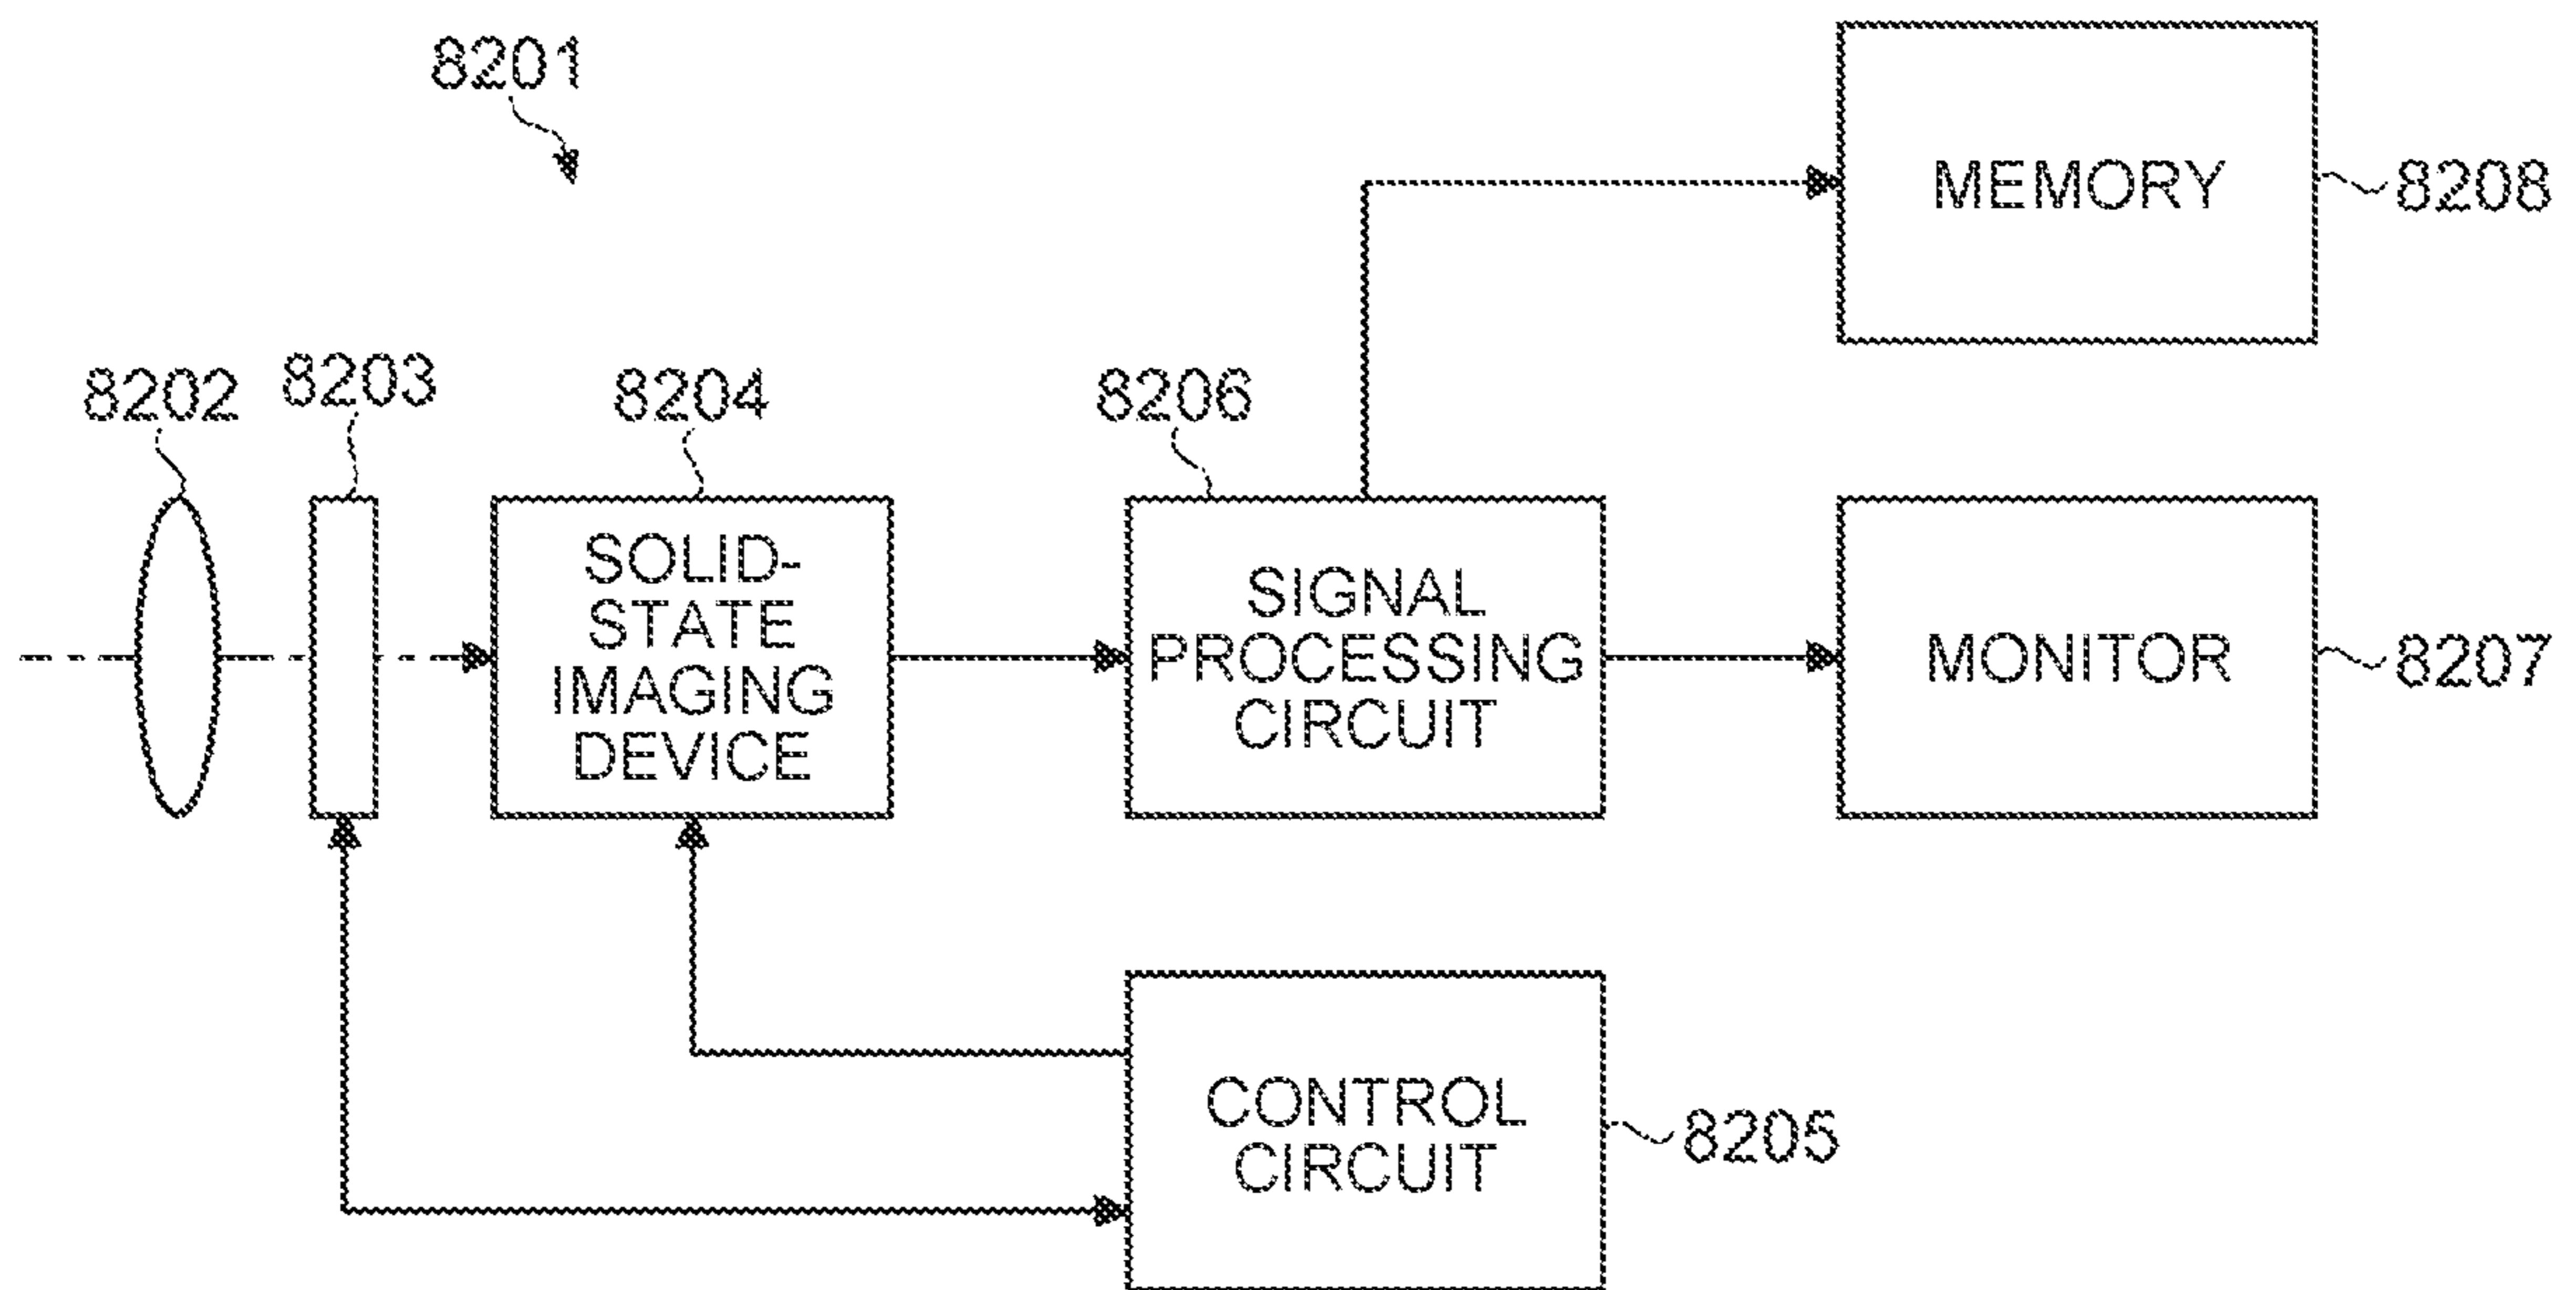 8201
MEMORY
8208
8202
8203
8204
8206
SOLID-
STATE
IMAGING
DEVICE
SIGNAL
PROCESSING
CIRCUIT
MONITOR
8207
CONTROL
CIRCUIT
8205